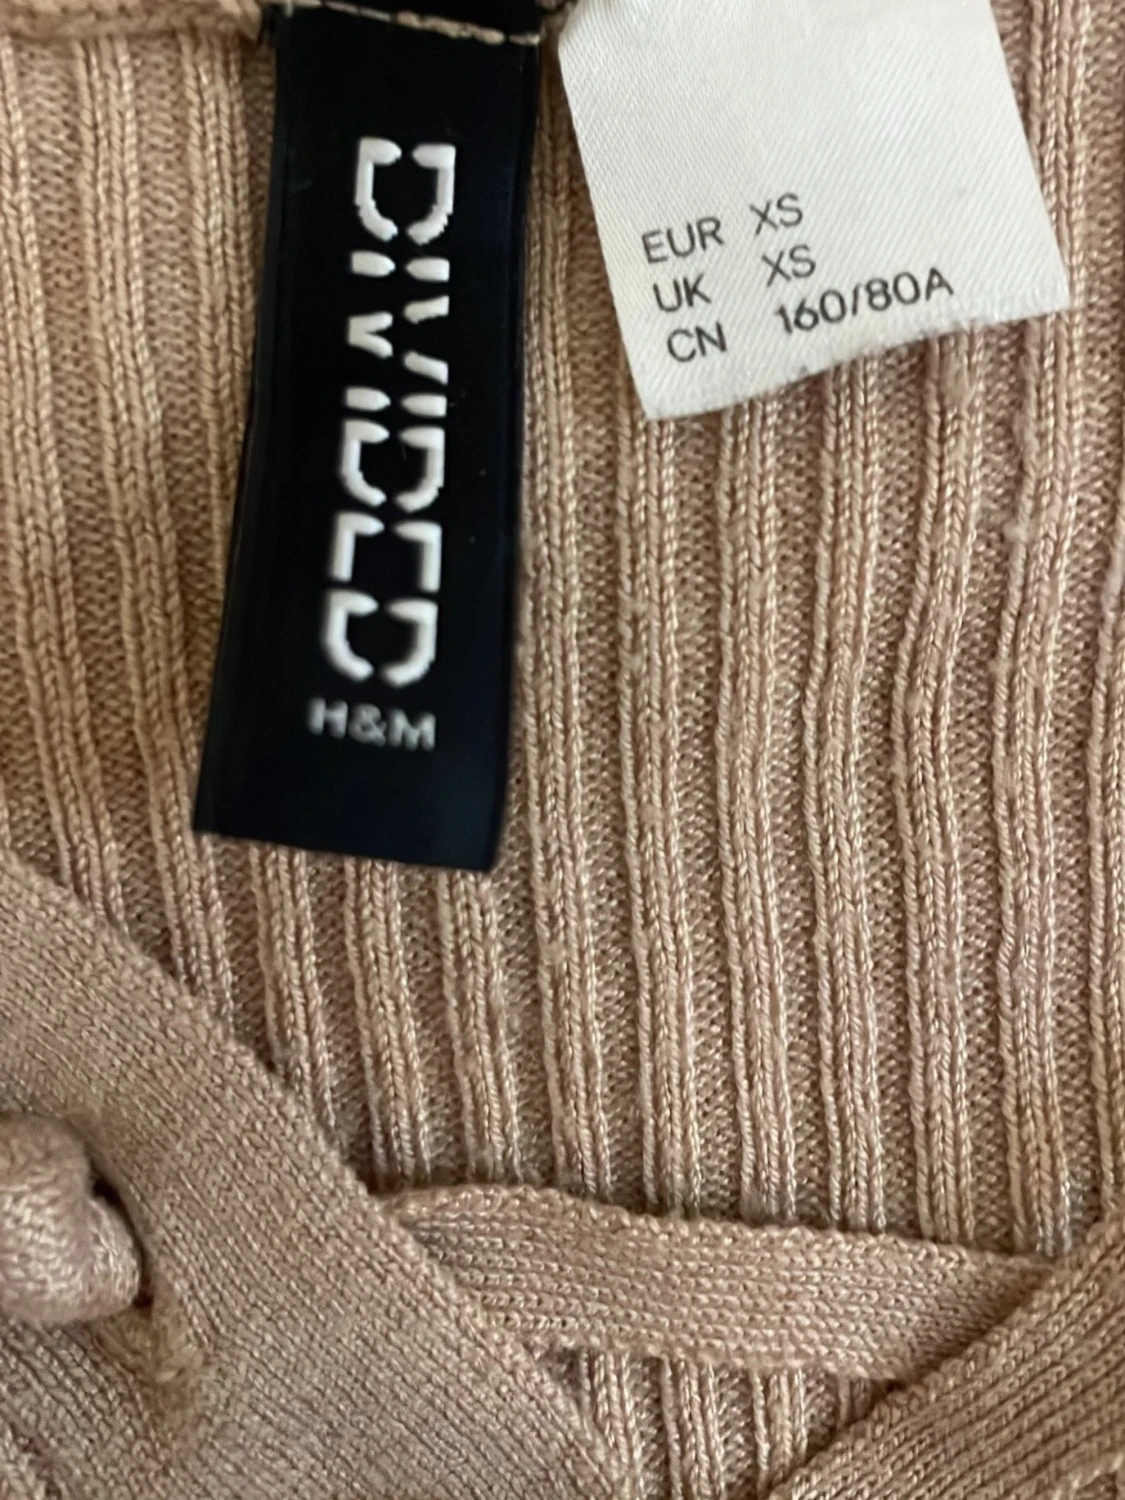 DIVIDED
H&M
EUR XS
UK XS
CN 160/80A